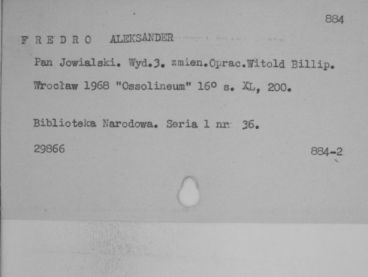 884
F R E D R O ALEKSANDER
Pan Jowialski. Wyd.3. zmien.Oprac.Witold Billip.
Wrocław 1968 "Ossolineum" 16° s. XL, 200.
Biblioteka Narodowa. Seria 1 nr 36.
29866 884-2